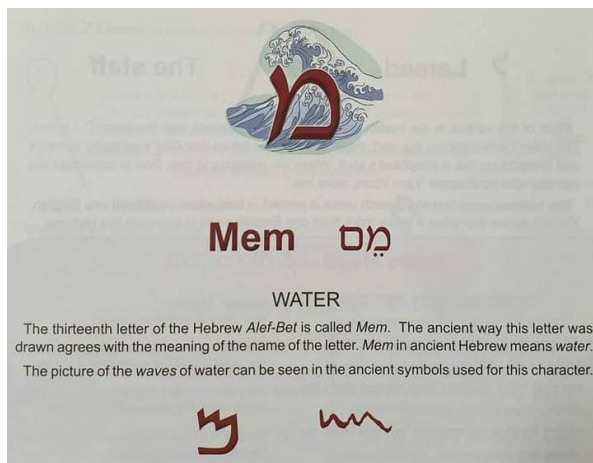 מ
Mem מֵם
WATER
The thirteenth letter of the Hebrew Alef-Bet is called Mem. The ancient way this letter was
drawn agrees with the meaning of the name of the letter. Mem in ancient Hebrew means water.
The picture of the waves of water can be seen in the ancient symbols used for this character.